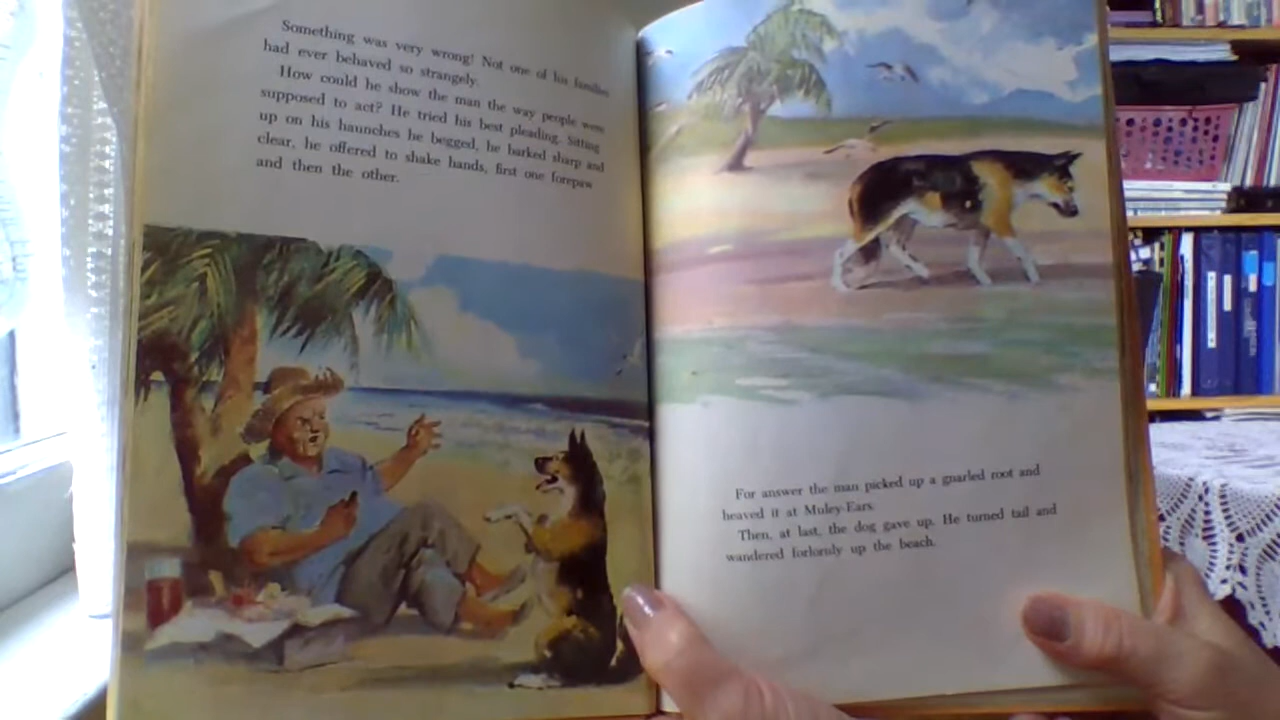 Something was very wrong! Not one of his families
had ever behaved so strangely.
How could he show the man the way people were
supposed to act? He tried his best pleading. Sitting
up on his haunches he begged, he barked sharp and
clear, he offered to shake hands, first one forepaw
and then the other.
For answer the man picked up a gnarled root and
heaved it at Muley-Ears.
Then, at last, the dog gave up. He turned tail and
wandered forlornly up the beach.